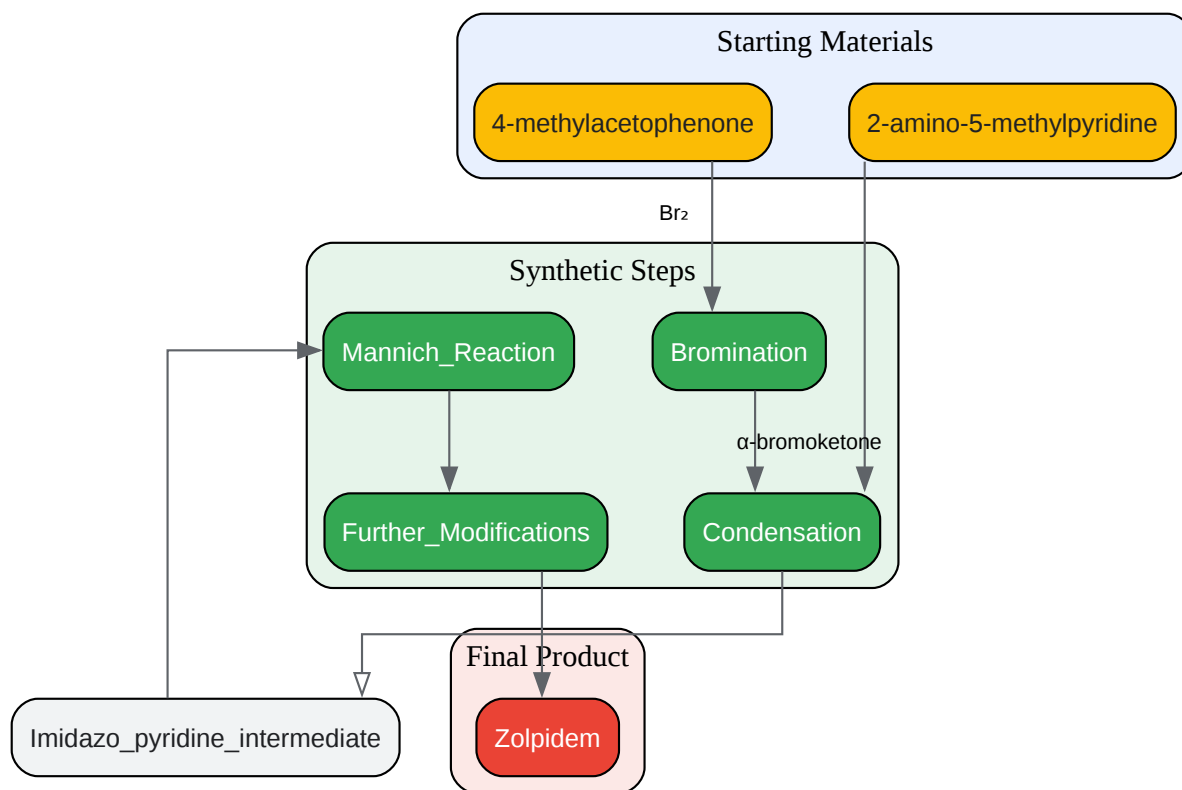 Starting Materials
4-methylacetophenone
2-amino-5-methylpyridine
Br₂
Synthetic Steps
Mannich_Reaction
Bromination
α-bromoketone
Further_Modifications
Condensation
Final Product
Imidazo_pyridine_intermediate
Zolpidem